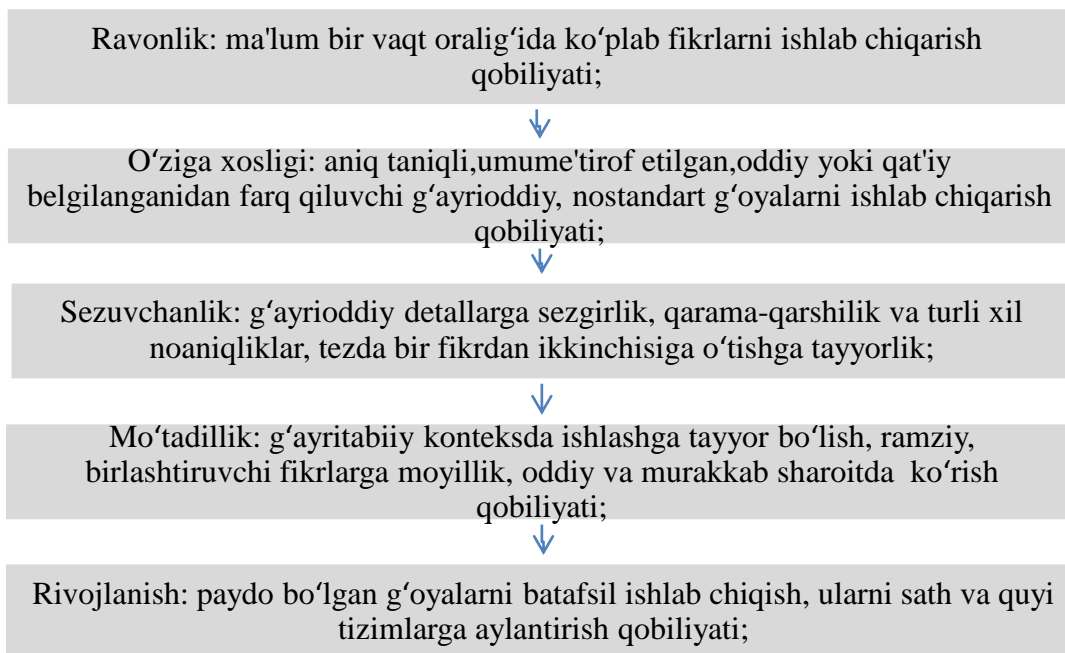 Ravonlik: ma'lum bir vaqt oralig‘ida ko‘plab fikrlarni ishlab chiqarish
qobiliyati;
O‘ziga xosligi: aniq taniqli,umume'tirof etilgan,oddiy yoki qat'iy
belgilanganidan farq qiluvchi g‘ayrioddiy, nostandart g‘oyalarni ishlab chiqarish
qobiliyati;
Sezuvchanlik: g‘ayrioddiy detallarga sezgirlik, qarama-qarshilik va turli xil
noaniqliklar, tezda bir fikrdan ikkinchisiga o‘tishga tayyorlik;
Mo‘tadillik: g‘ayritabiiy konteksda ishlashga tayyor bo‘lish, ramziy,
birlashtiruvchi fikrlarga moyillik, oddiy va murakkab sharoitda ko‘rish
qobiliyati;
Rivojlanish: paydo bo‘lgan g‘oyalarni batafsil ishlab chiqish, ularni sath va quyi
tizimlarga aylantirish qobiliyati;